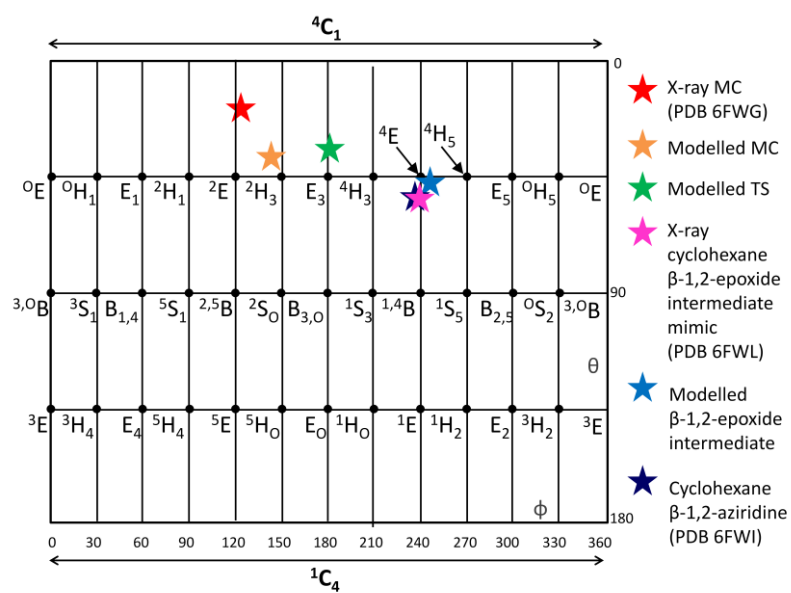 ⁴C₁
0
X-ray MC
(PDB 6FWG)
Modelled MC
⁴E
⁴H₅
ᴼE
ᴼH₁
E₁
²H₁
²E
²H₃
E₃
⁴H₃
E₅
ᴼH₅
ᴼE
Modelled TS
X-ray
cyclohexane
β-1,2-epoxide
intermediate
mimic
(PDB 6FWL)
³,ᴼB
³S₁
B₁,₄
⁵S₁
²,⁵B
²Sₒ
B₃,ₒ
¹S₃
¹,⁴B
¹S₅
B₂,₅
ᴼS₂
³,ᴼB
90
θ
Modelled
β-1,2-epoxide
intermediate
³E
³H₄
E₄
⁵H₄
⁵E
⁵Hₒ
Eₒ
¹Hₒ
¹E
¹H₂
E₂
³H₂
³E
Cyclohexane
β-1,2-aziridine
(PDB 6FWI)
ϕ
180
0 30 60 90 120 150 180 210 240 270 300 330 360
¹C₄